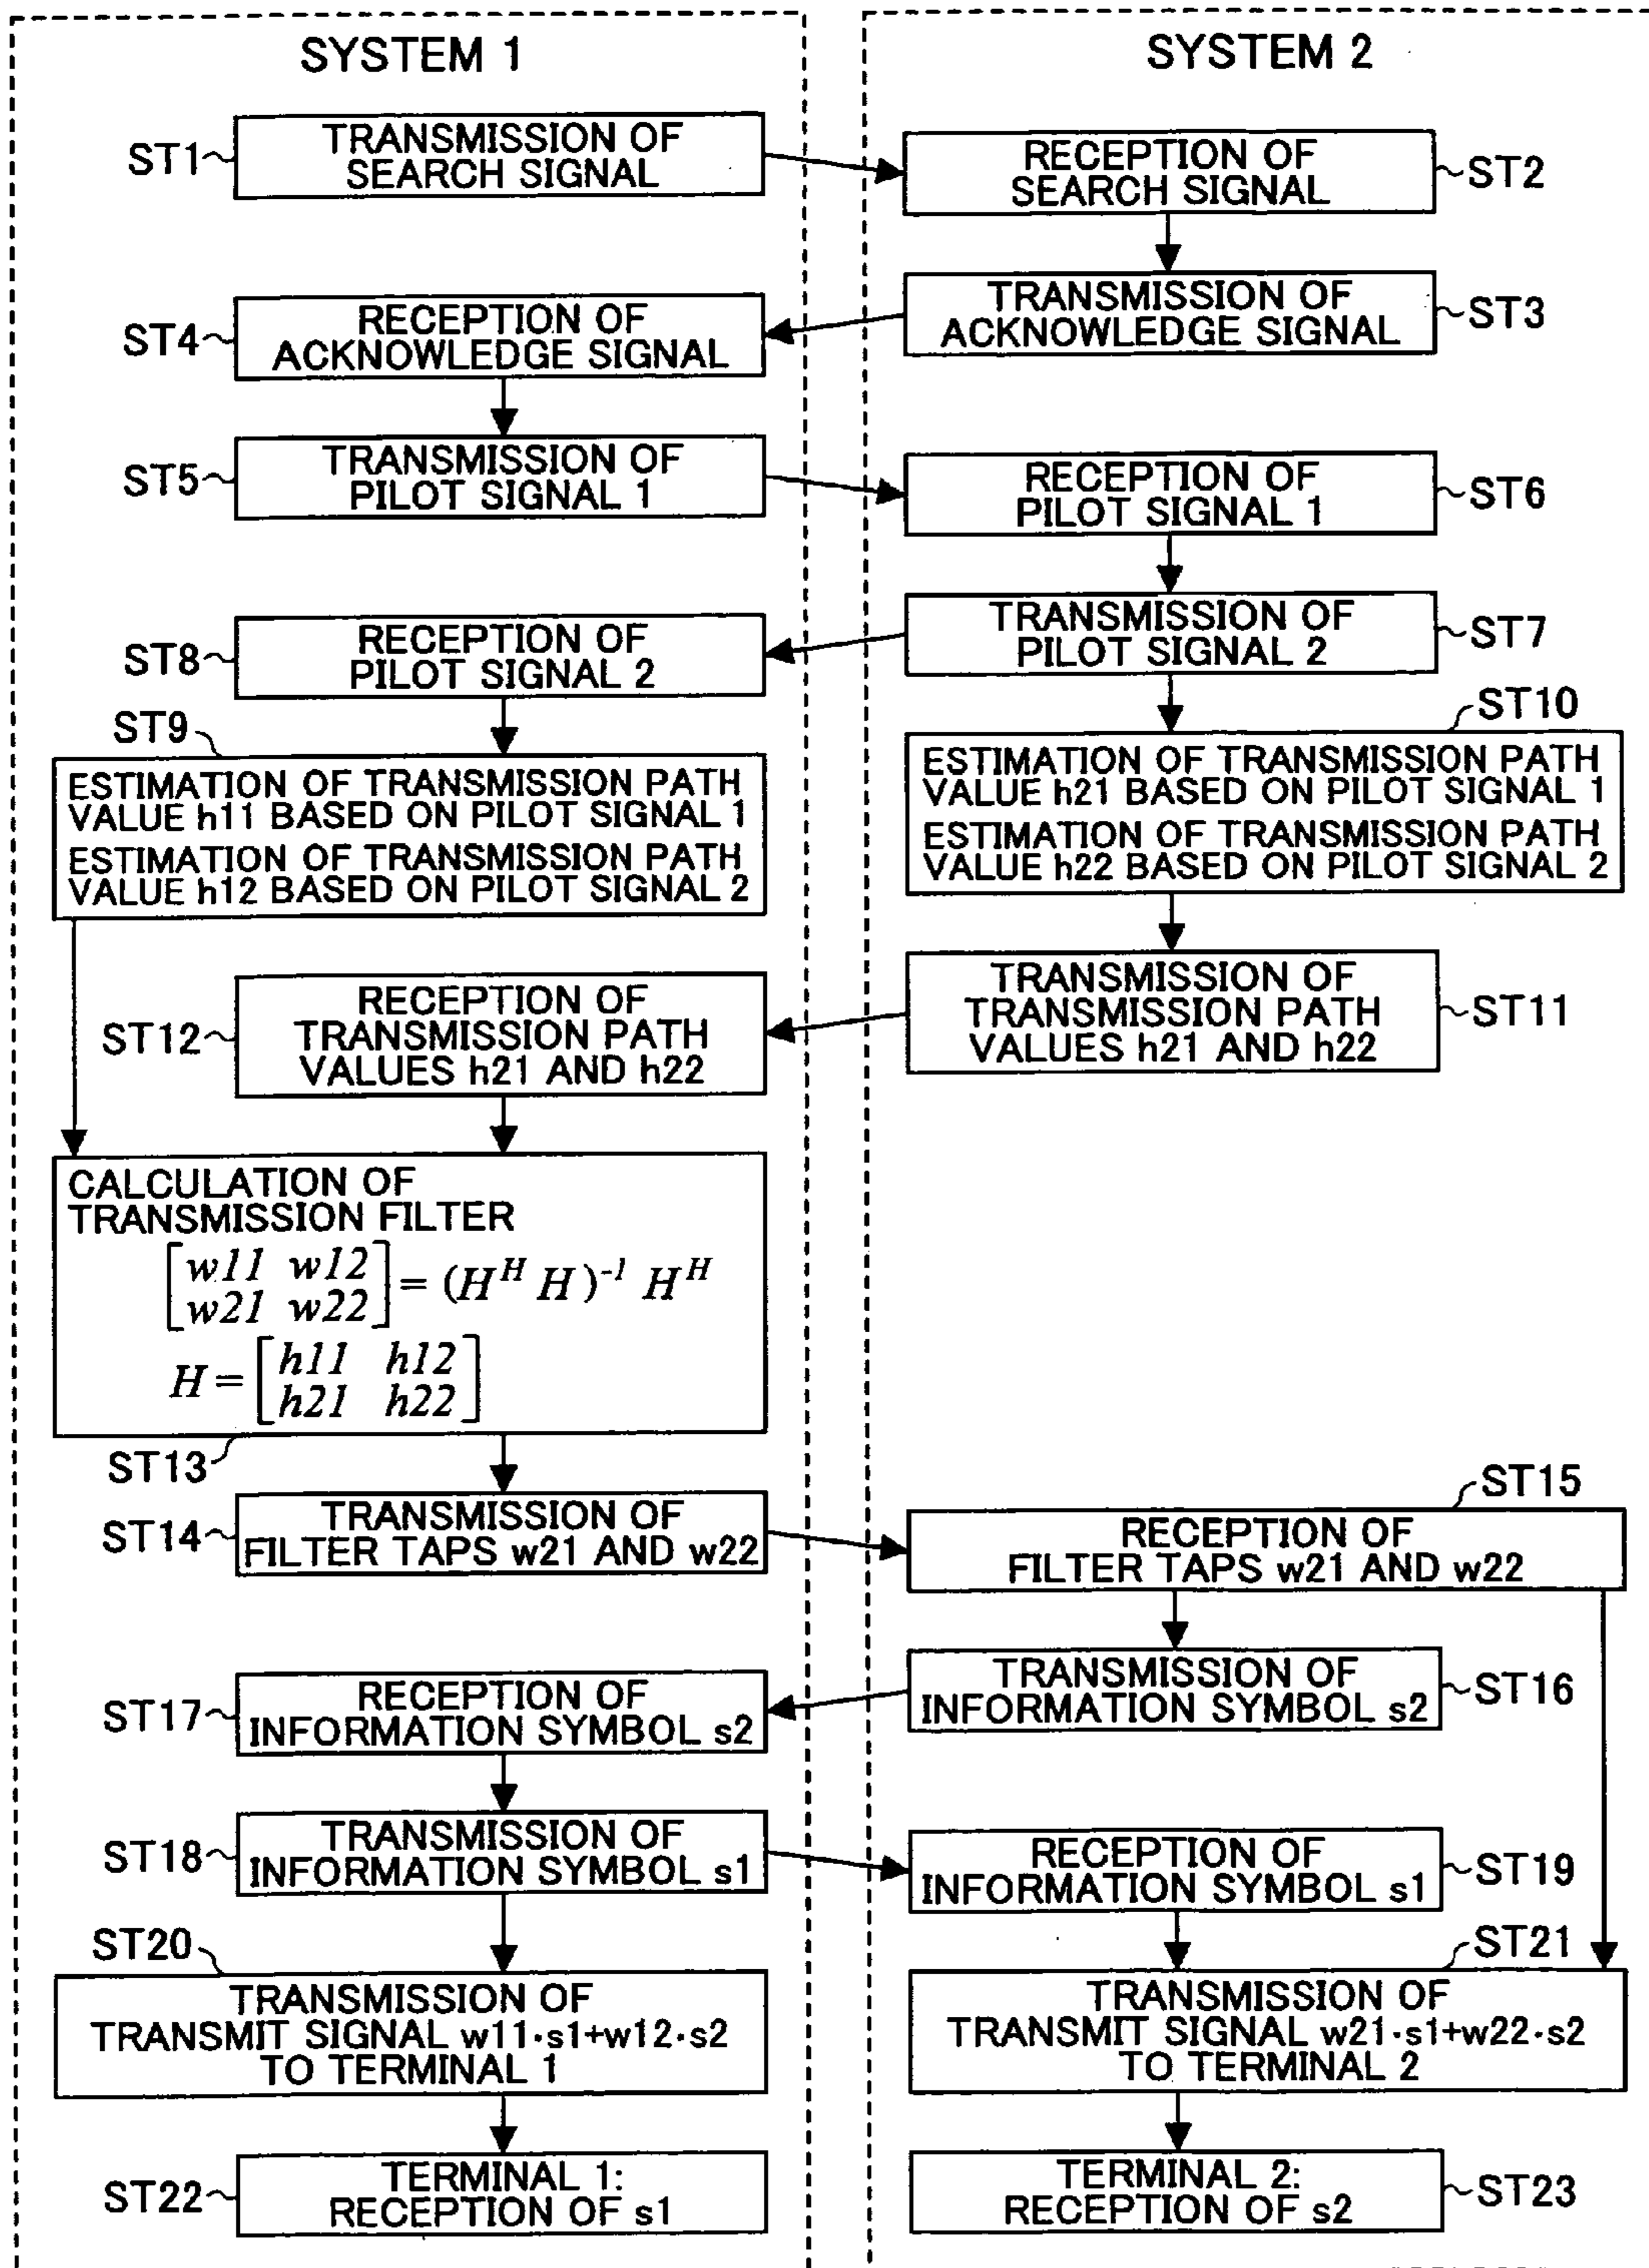 SYSTEM 1
SYSTEM 2
ST1
TRANSMISSION OF
SEARCH SIGNAL
RECEPTION OF
SEARCH SIGNAL
ST2
TRANSMISSION OF
ACKNOWLEDGE SIGNAL
ST3
ST4
RECEPTION OF
ACKNOWLEDGE SIGNAL
ST5
TRANSMISSION OF
PILOT SIGNAL 1
RECEPTION OF
PILOT SIGNAL 1
ST6
TRANSMISSION OF
PILOT SIGNAL 2
ST7
ST8
RECEPTION OF
PILOT SIGNAL 2
ST9
ESTIMATION OF TRANSMISSION PATH
VALUE h11 BASED ON PILOT SIGNAL 1
ESTIMATION OF TRANSMISSION PATH
VALUE h12 BASED ON PILOT SIGNAL 2
ST10
ESTIMATION OF TRANSMISSION PATH
VALUE h21 BASED ON PILOT SIGNAL 1
ESTIMATION OF TRANSMISSION PATH
VALUE h22 BASED ON PILOT SIGNAL 2
TRANSMISSION OF
TRANSMISSION PATH
VALUES h21 AND h22
ST11
ST12
RECEPTION OF
TRANSMISSION PATH
VALUES h21 AND h22
CALCULATION OF
TRANSMISSION FILTER
[w11 w12
w21 w22] = (H^H H)^-1 H^H
H = [h11 h12
h21 h22]
ST13
ST14
TRANSMISSION OF
FILTER TAPS w21 AND w22
ST15
RECEPTION OF
FILTER TAPS w21 AND w22
TRANSMISSION OF
INFORMATION SYMBOL s2
ST16
ST17
RECEPTION OF
INFORMATION SYMBOL s2
ST18
TRANSMISSION OF
INFORMATION SYMBOL s1
RECEPTION OF
INFORMATION SYMBOL s1
ST19
ST20
TRANSMISSION OF
TRANSMIT SIGNAL w11·s1+w12·s2
TO TERMINAL 1
ST21
TRANSMISSION OF
TRANSMIT SIGNAL w21·s1+w22·s2
TO TERMINAL 2
ST22
TERMINAL 1:
RECEPTION OF s1
TERMINAL 2:
RECEPTION OF s2
ST23